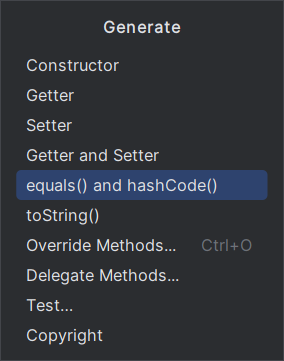 Generate
Constructor
Getter
Setter
Getter and Setter
equals() and hashCode()
toString()
Override Methods... Ctrl+O
Delegate Methods...
Test...
Copyright